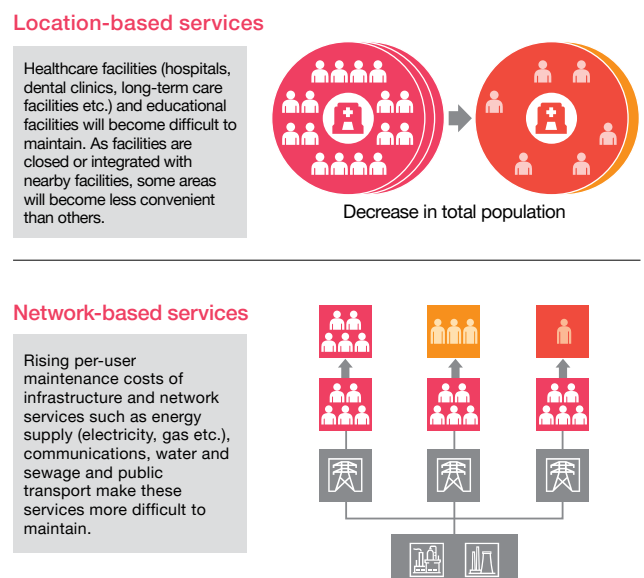 Location-based services
Healthcare facilities (hospitals,
dental clinics, long-term care
facilities etc.) and educational
facilities will become difficult to
maintain. As facilities are
closed or integrated with
nearby facilities, some areas
will become less convenient
than others.
Decrease in total population
Network-based services
Rising per-user
maintenance costs of
infrastructure and network
services such as energy
supply (electricity, gas etc.),
communications, water and
sewage and public
transport make these
services more difficult to
maintain.